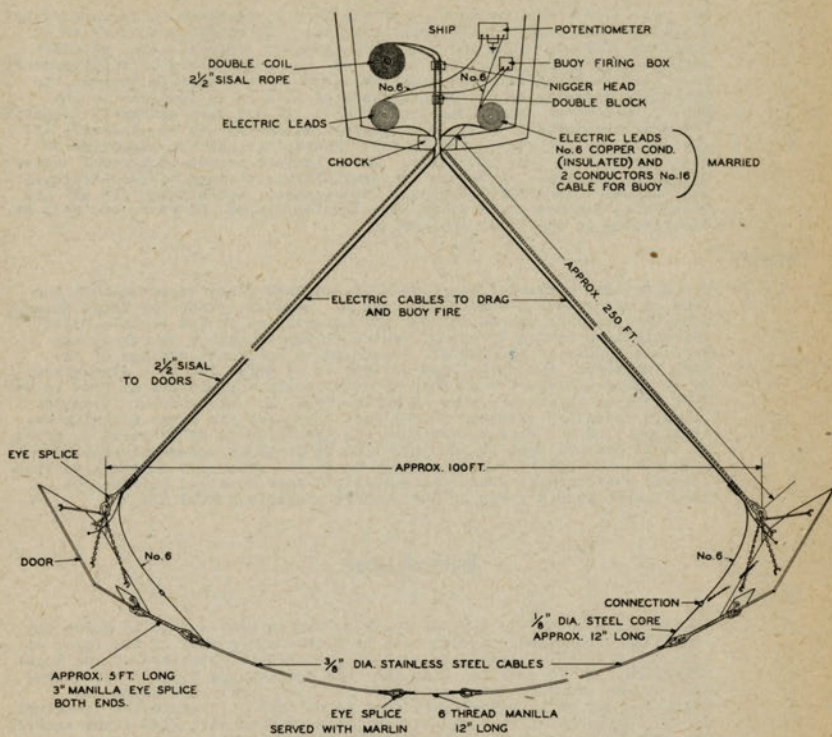 SHIP
POTENTIOMETER
DOUBLE COIL
2½" SISAL ROPE
BUOY FIRING BOX
No.6
No.6
NIGGER HEAD
DOUBLE BLOCK
ELECTRIC LEADS
CHOCK
ELECTRIC LEADS
No.6 COPPER COND.
(INSULATED) AND
2 CONDUCTORS No.16
CABLE FOR BUOY
MARRIED
APPROX. 250 FT.
ELECTRIC CABLES TO DRAG
AND BUOY FIRE
2½" SISAL
TO DOORS
EYE SPLICE
APPROX. 100FT.
DOOR
No.6
No.6
CONNECTION
⅛" DIA. STEEL CORE
APPROX. 12" LONG
⅜" DIA. STAINLESS STEEL CABLES
APPROX. 5 FT. LONG
3" MANILLA EYE SPLICE
BOTH ENDS.
EYE SPLICE
SERVED WITH MARLIN
6 THREAD MANILLA
12" LONG